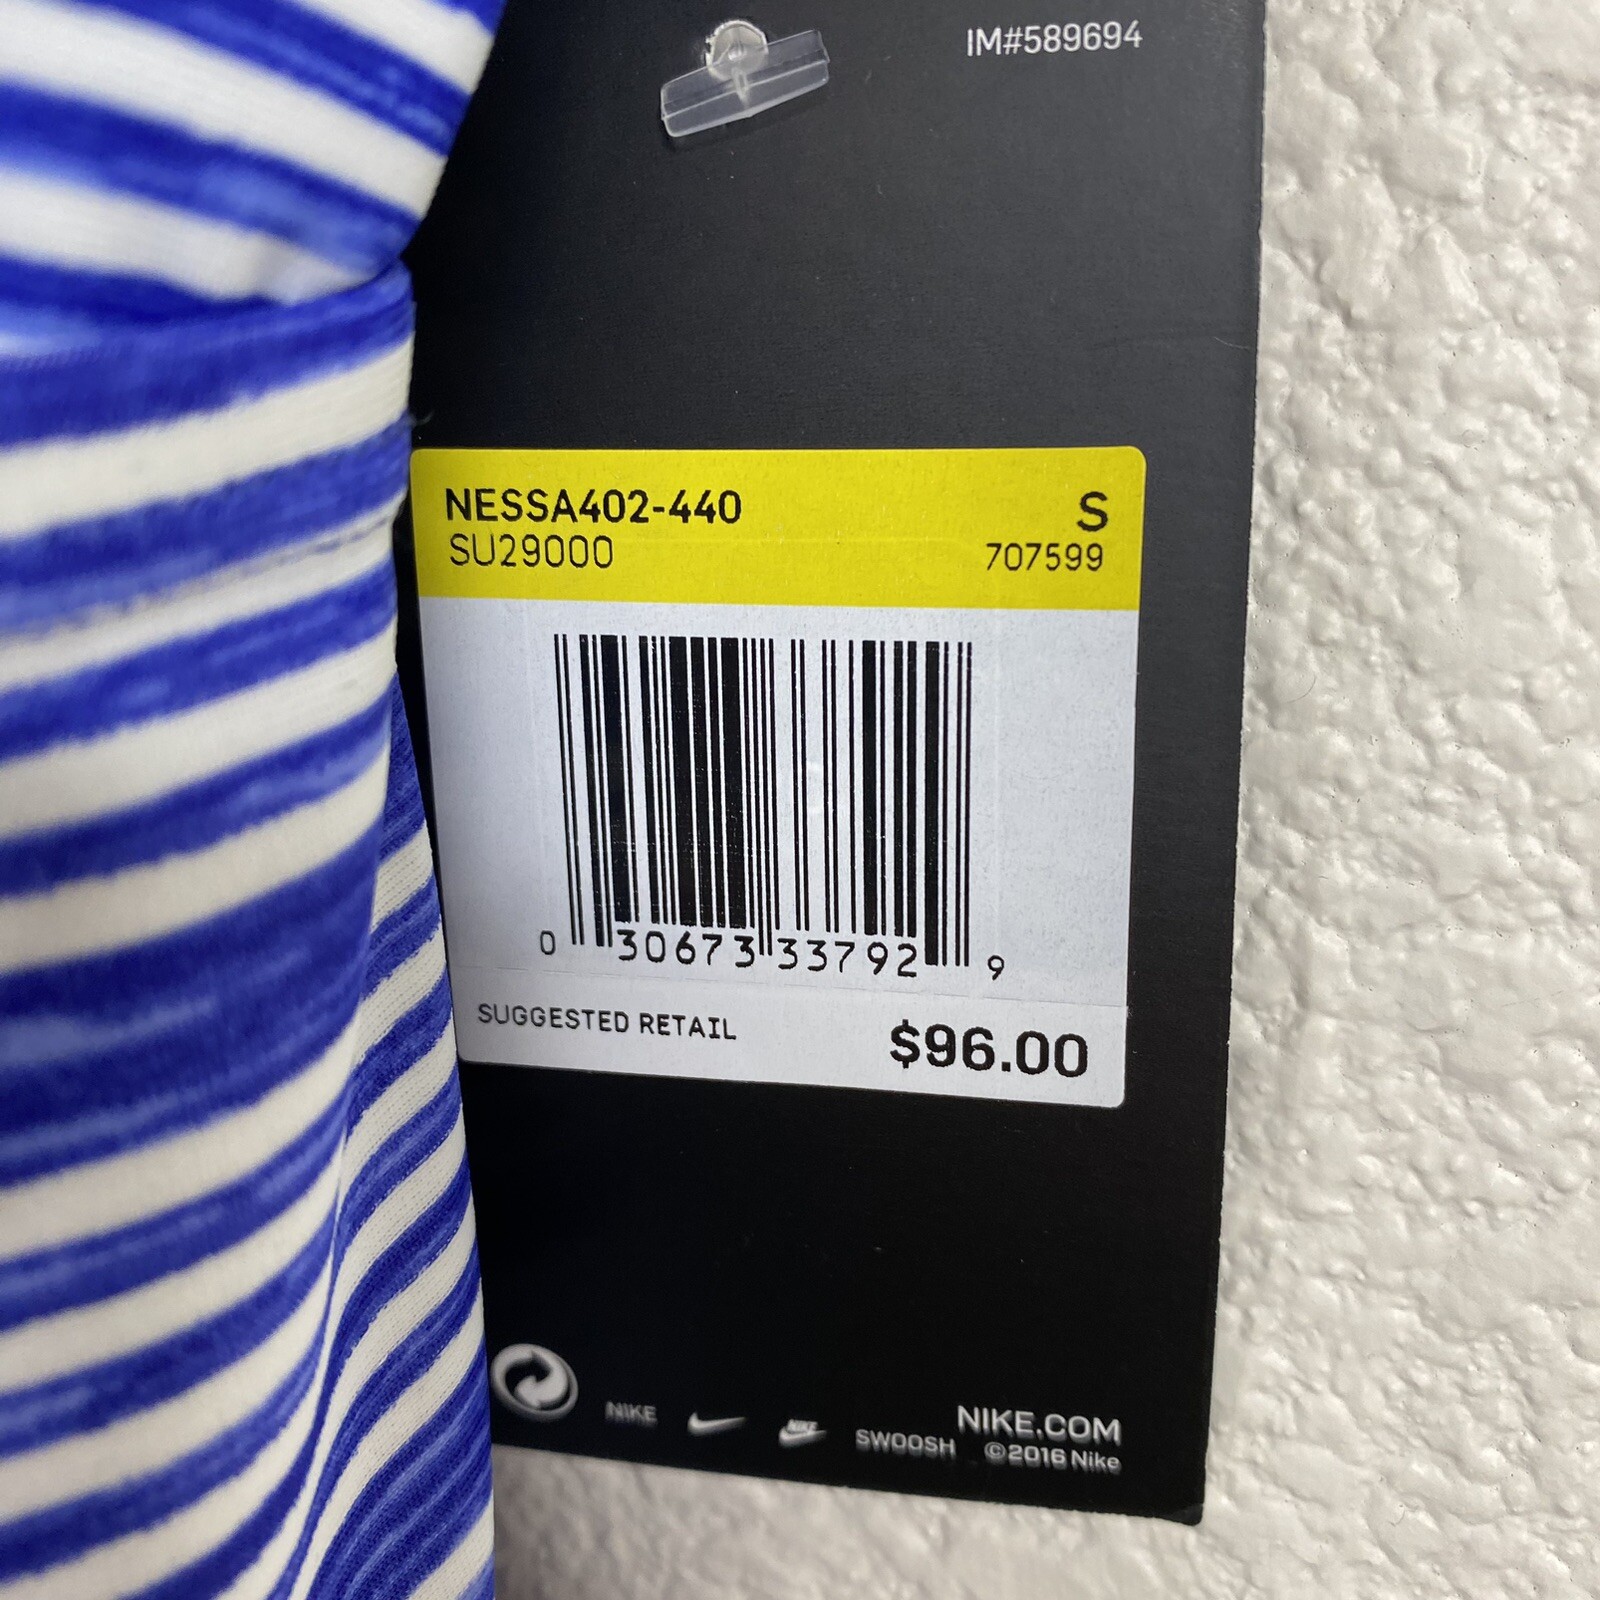 IM#589694
NESSA402-440 S
SU29000 707599
0 30673 33792 9
SUGGESTED RETAIL $96.00
NIKE NIKE SWOOSH NIKE.COM
©2016 Nike